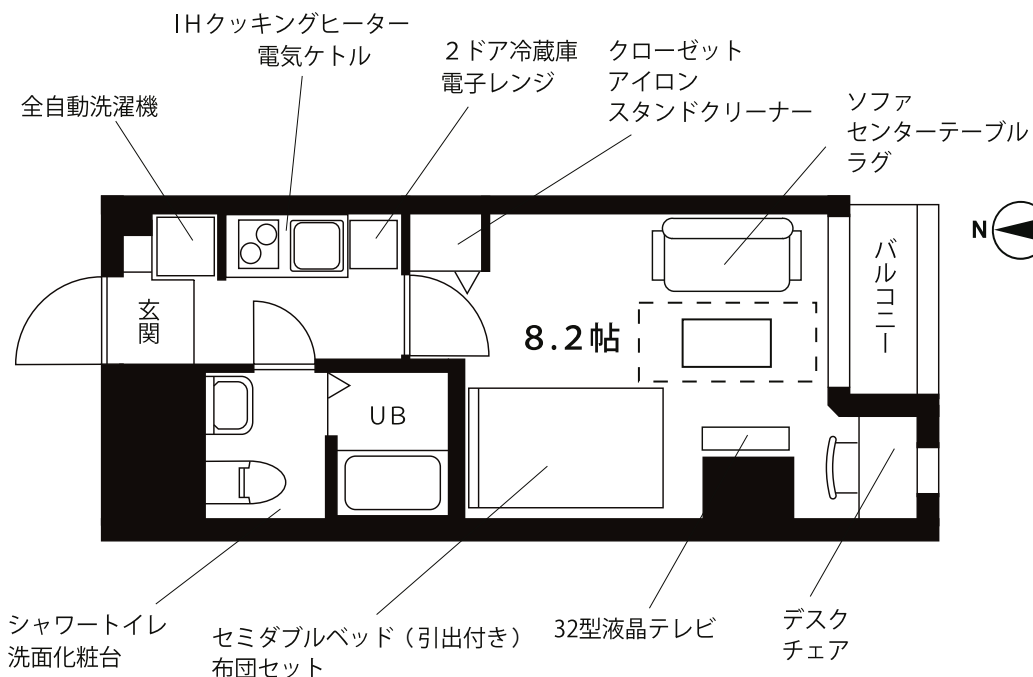 IHクッキングヒーター
電気ケトル
2ドア冷蔵庫
電子レンジ
クローゼット
アイロン
スタンドクリーナー
全自動洗濯機
ソファ
センターテーブル
ラグ
N
バルコニー
玄関
8.2帖
UB
シャワートイレ
洗面化粧台
セミダブルベッド（引出付き）
布団セット
32型液晶テレビ
デスク
チェア